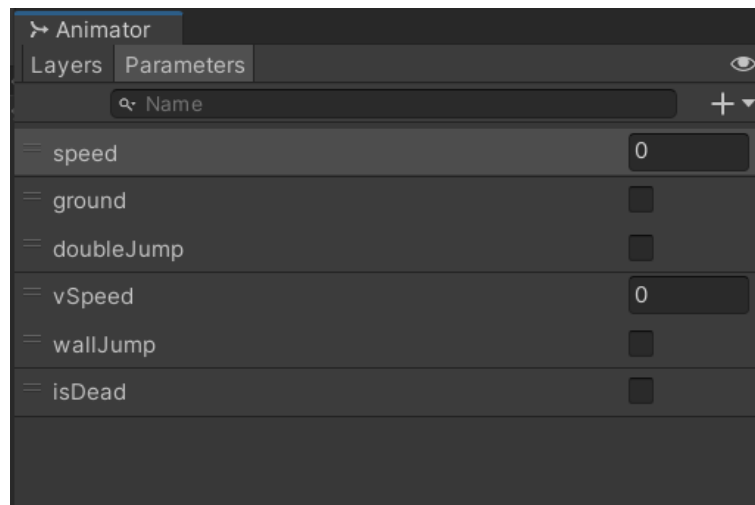 Animator
Layers Parameters
Name
speed 0
ground
doubleJump
vSpeed 0
wallJump
isDead